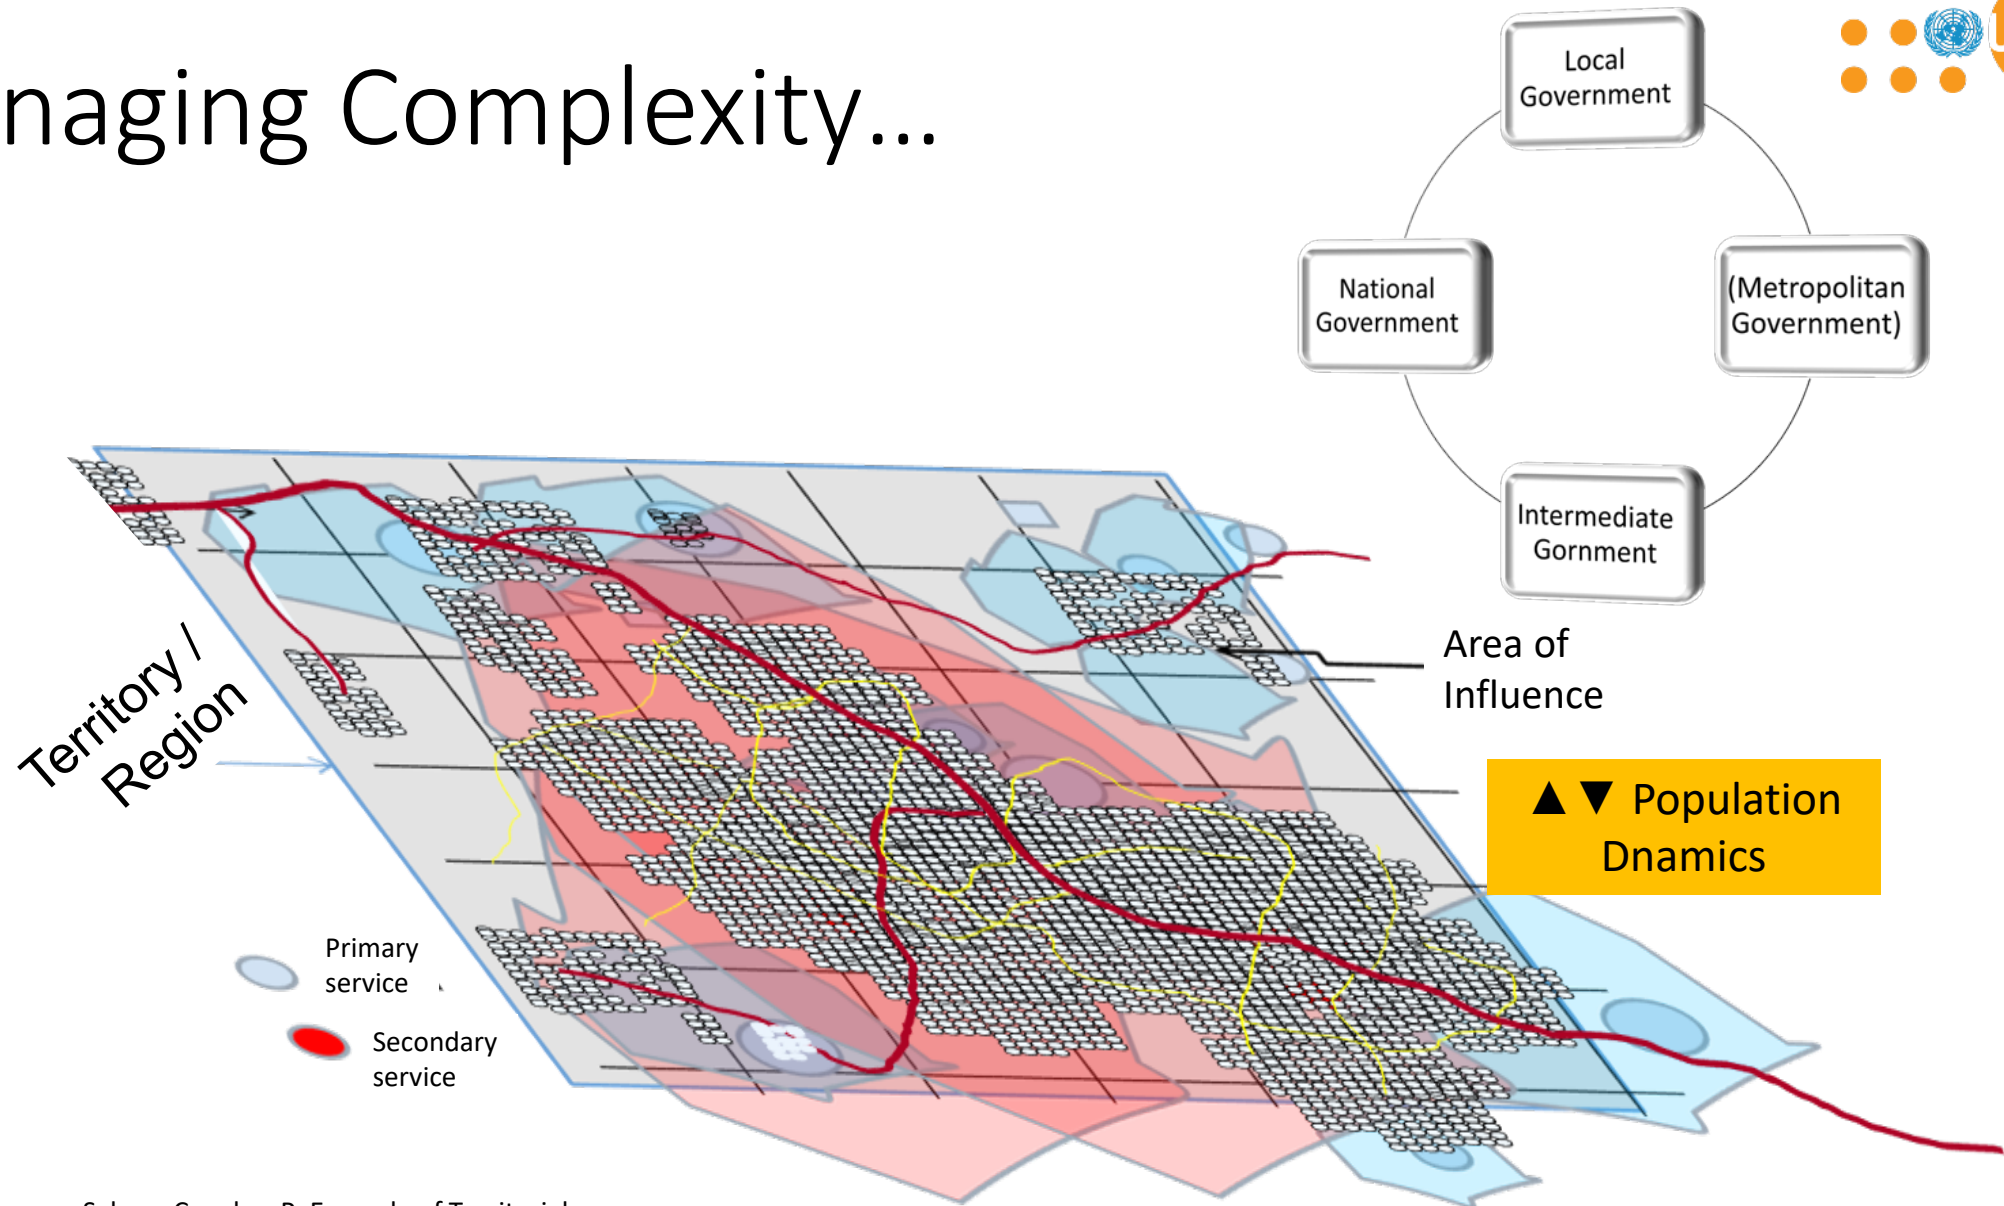 naging Complexity...
Local
Government
National
Government
(Metropolitan
Government)
Intermediate
Gornment
Territory /
Region
Area of
Influence
▲▼ Population
Dnamics
Primary
service
Secondary
service